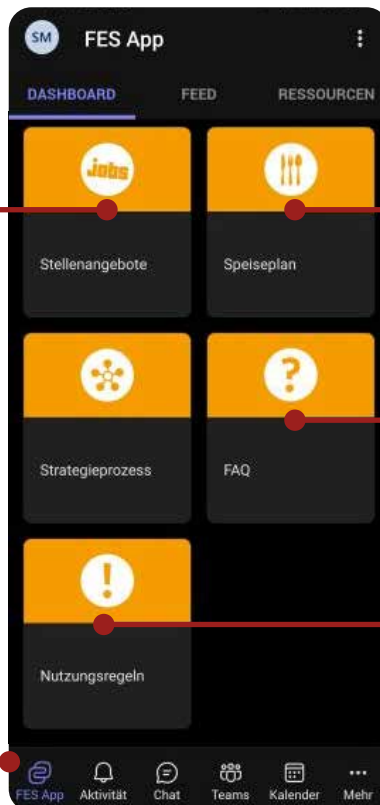 SM FES App
DASHBOARD FEED RESSOURCEN
jobs
Stellenangebote Speiseplan
?
Strategieprozess FAQ
!
Nutzungsregeln
FES App Aktivität Chat Teams Kalender Mehr